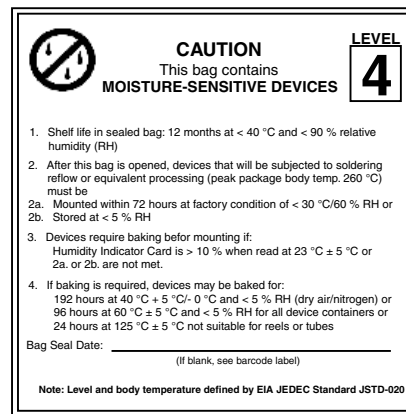 CAUTION
This bag contains
MOISTURE-SENSITIVE DEVICES
LEVEL
4
1. Shelf life in sealed bag: 12 months at < 40 °C and < 90 % relative
humidity (RH)
2. After this bag is opened, devices that will be subjected to soldering
reflow or equivalent processing (peak package body temp. 260 °C)
must be
2a. Mounted within 72 hours at factory condition of < 30 °C/60 % RH or
2b. Stored at < 5 % RH
3. Devices require baking befor mounting if:
Humidity Indicator Card is > 10 % when read at 23 °C ± 5 °C or
2a. or 2b. are not met.
4. If baking is required, devices may be baked for:
192 hours at 40 °C + 5 °C/- 0 °C and < 5 % RH (dry air/nitrogen) or
96 hours at 60 °C ± 5 °C and < 5 % RH for all device containers or
24 hours at 125 °C ± 5 °C not suitable for reels or tubes
Bag Seal Date:
(If blank, see barcode label)
Note: Level and body temperature defined by EIA JEDEC Standard JSTD-020